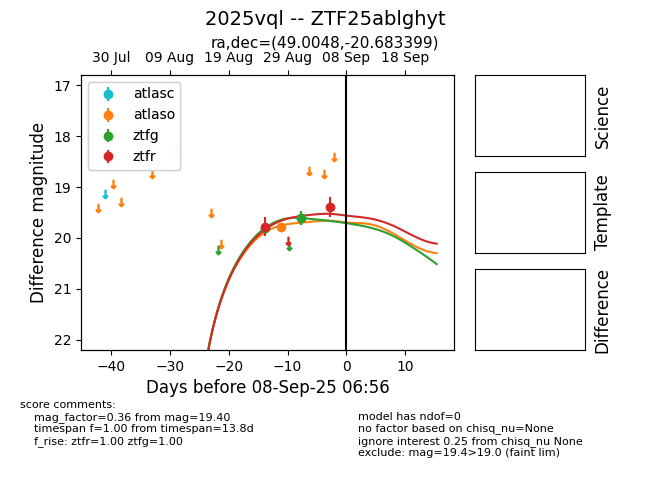 2025vql -- ZTF25ablghyt
ra,dec=(49.0048,-20.683399)
30 Jul 09 Aug 19 Aug 29 Aug 08 Sep 18 Sep
atlasc
atlaso
ztfg
ztfr
17
18
19
20
21
22
Difference magnitude
−40 −30 −20 −10 0 10
Days before 08-Sep-25 06:56
Science
Template
Difference
score comments:
mag_factor=0.36 from mag=19.40
timespan f=1.00 from timespan=13.8d
f_rise: ztfr=1.00 ztfg=1.00
model has ndof=0
no factor based on chisq_nu=None
ignore interest 0.25 from chisq_nu None
exclude: mag=19.4>19.0 (faint lim)